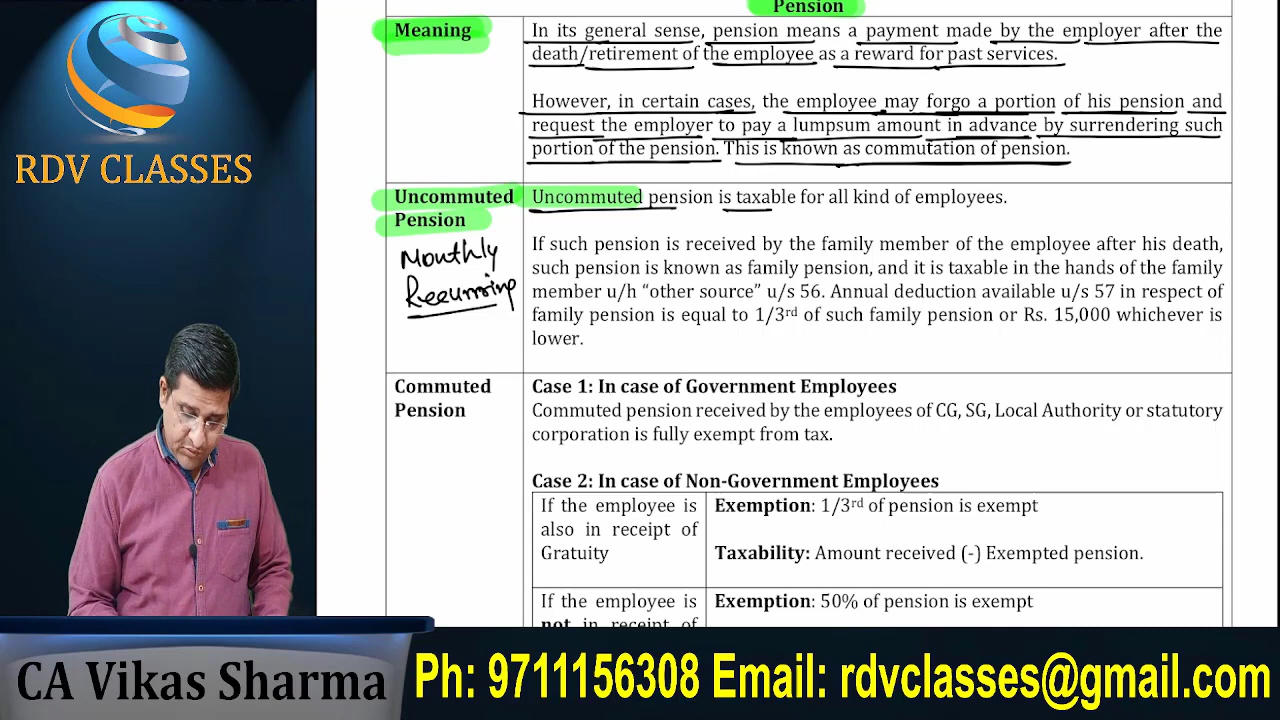 Pension
Meaning
In its general sense, pension means a payment made by the employer after the
death/retirement of the employee as a reward for past services.
However, in certain cases, the employee may forgo a portion of his pension and
request the employer to pay a lumpsum amount in advance by surrendering such
portion of the pension. This is known as commutation of pension.
Uncommuted
Pension
Monthly
Recurring
Uncommuted pension is taxable for all kind of employees.
If such pension is received by the family member of the employee after his death,
such pension is known as family pension, and it is taxable in the hands of the family
member u/h “other source” u/s 56. Annual deduction available u/s 57 in respect of
family pension is equal to 1/3rd of such family pension or Rs. 15,000 whichever is
lower.
Commuted
Pension
Case 1: In case of Government Employees
Commuted pension received by the employees of CG, SG, Local Authority or statutory
corporation is fully exempt from tax.
Case 2: In case of Non-Government Employees
If the employee is
also in receipt of
Gratuity
Exemption: 1/3rd of pension is exempt
Taxability: Amount received (-) Exempted pension.
If the employee is
not in receipt of
Exemption: 50% of pension is exempt
RDV CLASSES
CA Vikas Sharma
Ph: 9711156308 Email: rdvclasses@gmail.com